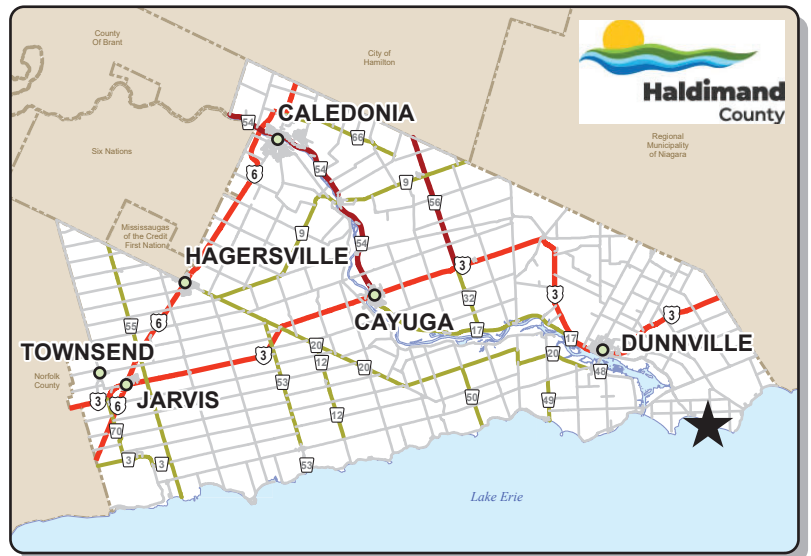 County
Of Brant
City of
Hamilton
Haldimand
County
CALEDONIA
54
66
Regional
Municipality
of Niagara
Six Nations
6
54
9
56
Mississaugas
of the Credit
First Nation
9
54
HAGERSVILLE
3
3
32
3
55
6
CAYUGA
17
17
DUNNVILLE
TOWNSEND
3
20
12
20
20
48
Norfolk
County
53
3
6
JARVIS
50
49
12
70
3
3
53
Lake Erie